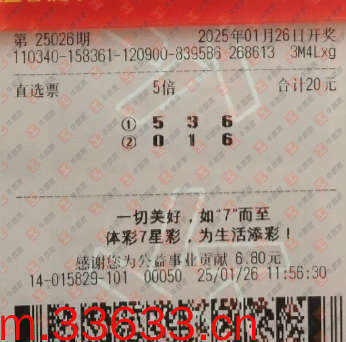 第 25026期 2025年01月26日开奖
110340-158361-120900-839586 268613 3M4Lxg
直选票 5倍 合计20元
① 5 3 6
② 0 1 6
一切美好，如“7”而至
体彩7星彩，为生活添彩！
感谢您为公益事业贡献 6.80元
14-015829-101 00050 25/01/26 11:56:30
m.33633.cn